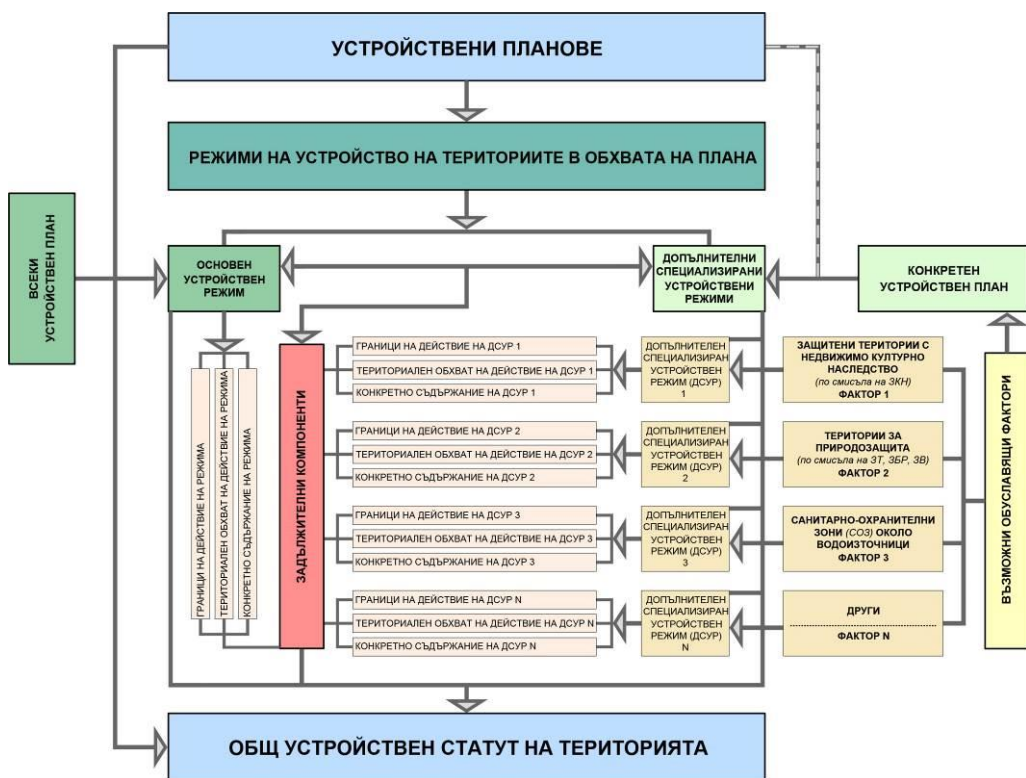 УСТРОЙСТВЕНИ ПЛАНОВЕ
РЕЖИМИ НА УСТРОЙСТВО НА ТЕРИТОРИИТЕ В ОБХВАТА НА ПЛАНА
ВСЕКИ
УСТРОЙСТВЕН ПЛАН
ОСНОВЕН
УСТРОЙСТВЕН
РЕЖИМ
ДОПЪЛНИТЕЛНИ
СПЕЦИАЛИЗИРАНИ
УСТРОЙСТВЕНИ
РЕЖИМИ
КОНКРЕТЕН
УСТРОЙСТВЕН ПЛАН
ГРАНИЦИ НА ДЕЙСТВИЕ НА РЕЖИМА
ТЕРИТОРИАЛЕН ОБХВАТ НА ДЕЙСТВИЕ НА РЕЖИМА
КОНКРЕТНО СЪДЪРЖАНИЕ НА РЕЖИМА
ЗАДЪЛЖИТЕЛНИ КОМПОНЕНТИ
ГРАНИЦИ НА ДЕЙСТВИЕ НА ДСУР 1
ТЕРИТОРИАЛЕН ОБХВАТ НА ДЕЙСТВИЕ НА ДСУР 1
КОНКРЕТНО СЪДЪРЖАНИЕ НА ДСУР 1
ДОПЪЛНИТЕЛЕН
СПЕЦИАЛИЗИРАН
УСТРОЙСТВЕН
РЕЖИМ (ДСУР)
1
ЗАЩИТЕНИ ТЕРИТОРИИ С
НЕДВИЖИМО КУЛТУРНО
НАСЛЕДСТВО
(по смисъла на ЗКН)
ФАКТОР 1
ГРАНИЦИ НА ДЕЙСТВИЕ НА ДСУР 2
ТЕРИТОРИАЛЕН ОБХВАТ НА ДЕЙСТВИЕ НА ДСУР 2
КОНКРЕТНО СЪДЪРЖАНИЕ НА ДСУР 2
ДОПЪЛНИТЕЛЕН
СПЕЦИАЛИЗИРАН
УСТРОЙСТВЕН
РЕЖИМ (ДСУР)
2
ТЕРИТОРИИ ЗА
ПРИРОДОЗАЩИТА
(по смисъла на ЗТ, ЗБР, ЗВ)
ФАКТОР 2
ГРАНИЦИ НА ДЕЙСТВИЕ НА ДСУР 3
ТЕРИТОРИАЛЕН ОБХВАТ НА ДЕЙСТВИЕ НА ДСУР 3
КОНКРЕТНО СЪДЪРЖАНИЕ НА ДСУР 3
ДОПЪЛНИТЕЛЕН
СПЕЦИАЛИЗИРАН
УСТРОЙСТВЕН
РЕЖИМ (ДСУР)
3
САНИТАРНО-ОХРАНИТЕЛНИ
ЗОНИ (СОЗ) ОКОЛО
ВОДОИЗТОЧНИЦИ
ФАКТОР 3
ГРАНИЦИ НА ДЕЙСТВИЕ НА ДСУР N
ТЕРИТОРИАЛЕН ОБХВАТ НА ДЕЙСТВИЕ НА ДСУР N
КОНКРЕТНО СЪДЪРЖАНИЕ НА ДСУР N
ДОПЪЛНИТЕЛЕН
СПЕЦИАЛИЗИРАН
УСТРОЙСТВЕН
РЕЖИМ (ДСУР)
N
ДРУГИ
ФАКТОР N
ВЪЗМОЖНИ ОБУСЛАВЯЩИ ФАКТОРИ
ОБЩ УСТРОЙСТВЕН СТАТУТ НА ТЕРИТОРИЯТА